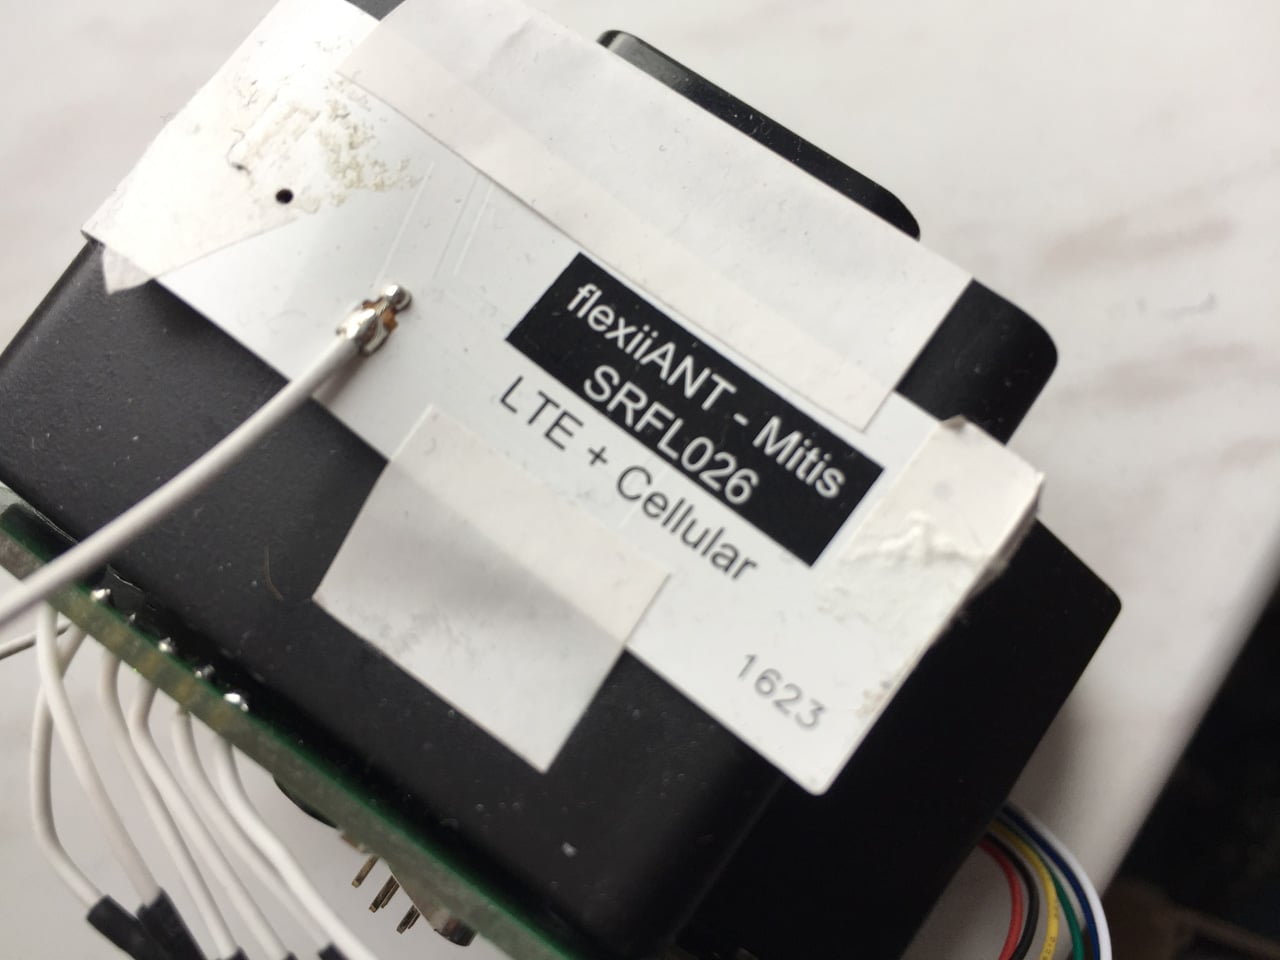 flexiiANT - Mitis
SRFL026
LTE + Cellular
1623